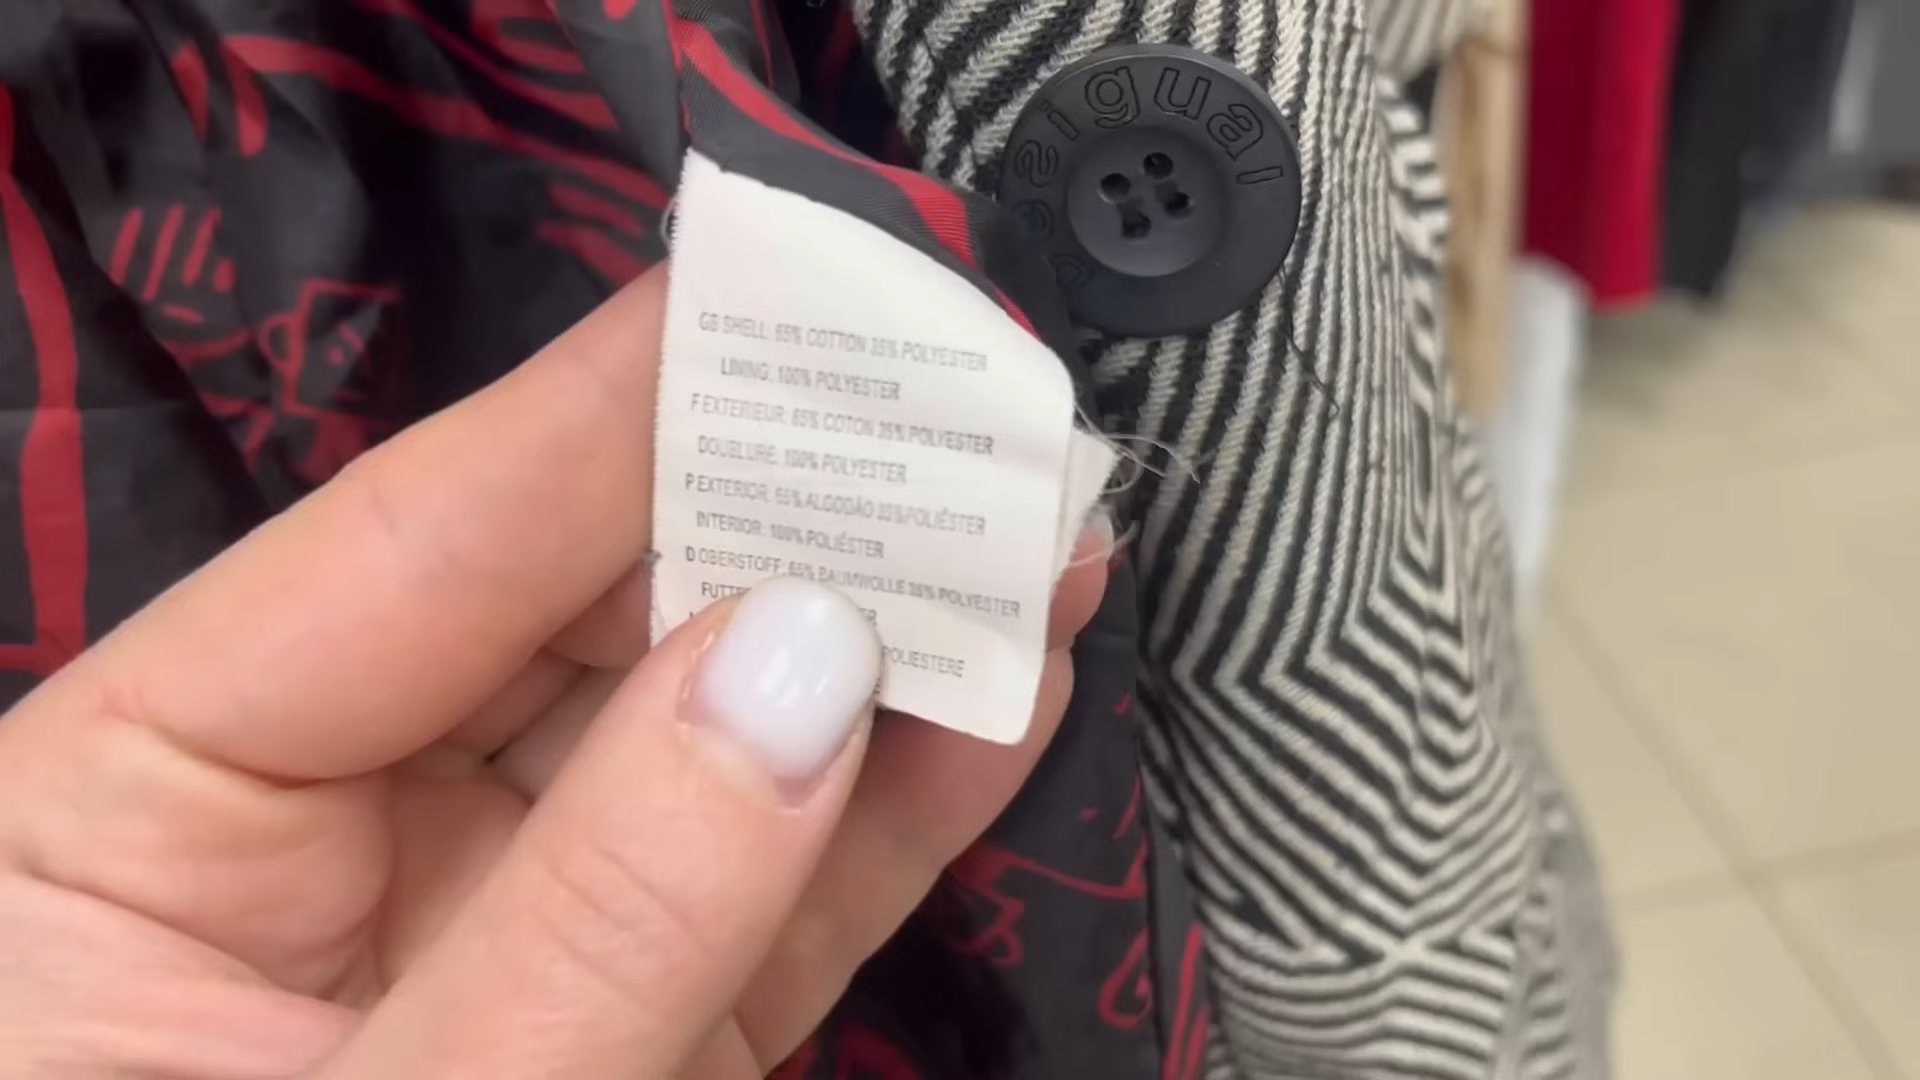 Desigual
GB SHELL: 65% COTTON 35% POLYESTER
LINING: 100% POLYESTER
F EXTERIEUR: 65% COTON 35% POLYESTER
DOUBLURE: 100% POLYESTER
P EXTERIOR: 65% ALGODÃO 35%POLIÉSTER
INTERIOR: 100% POLIÉSTER
D OBERSTOFF: 65% BAUMWOLLE 35% POLYESTER
POLIESTERE